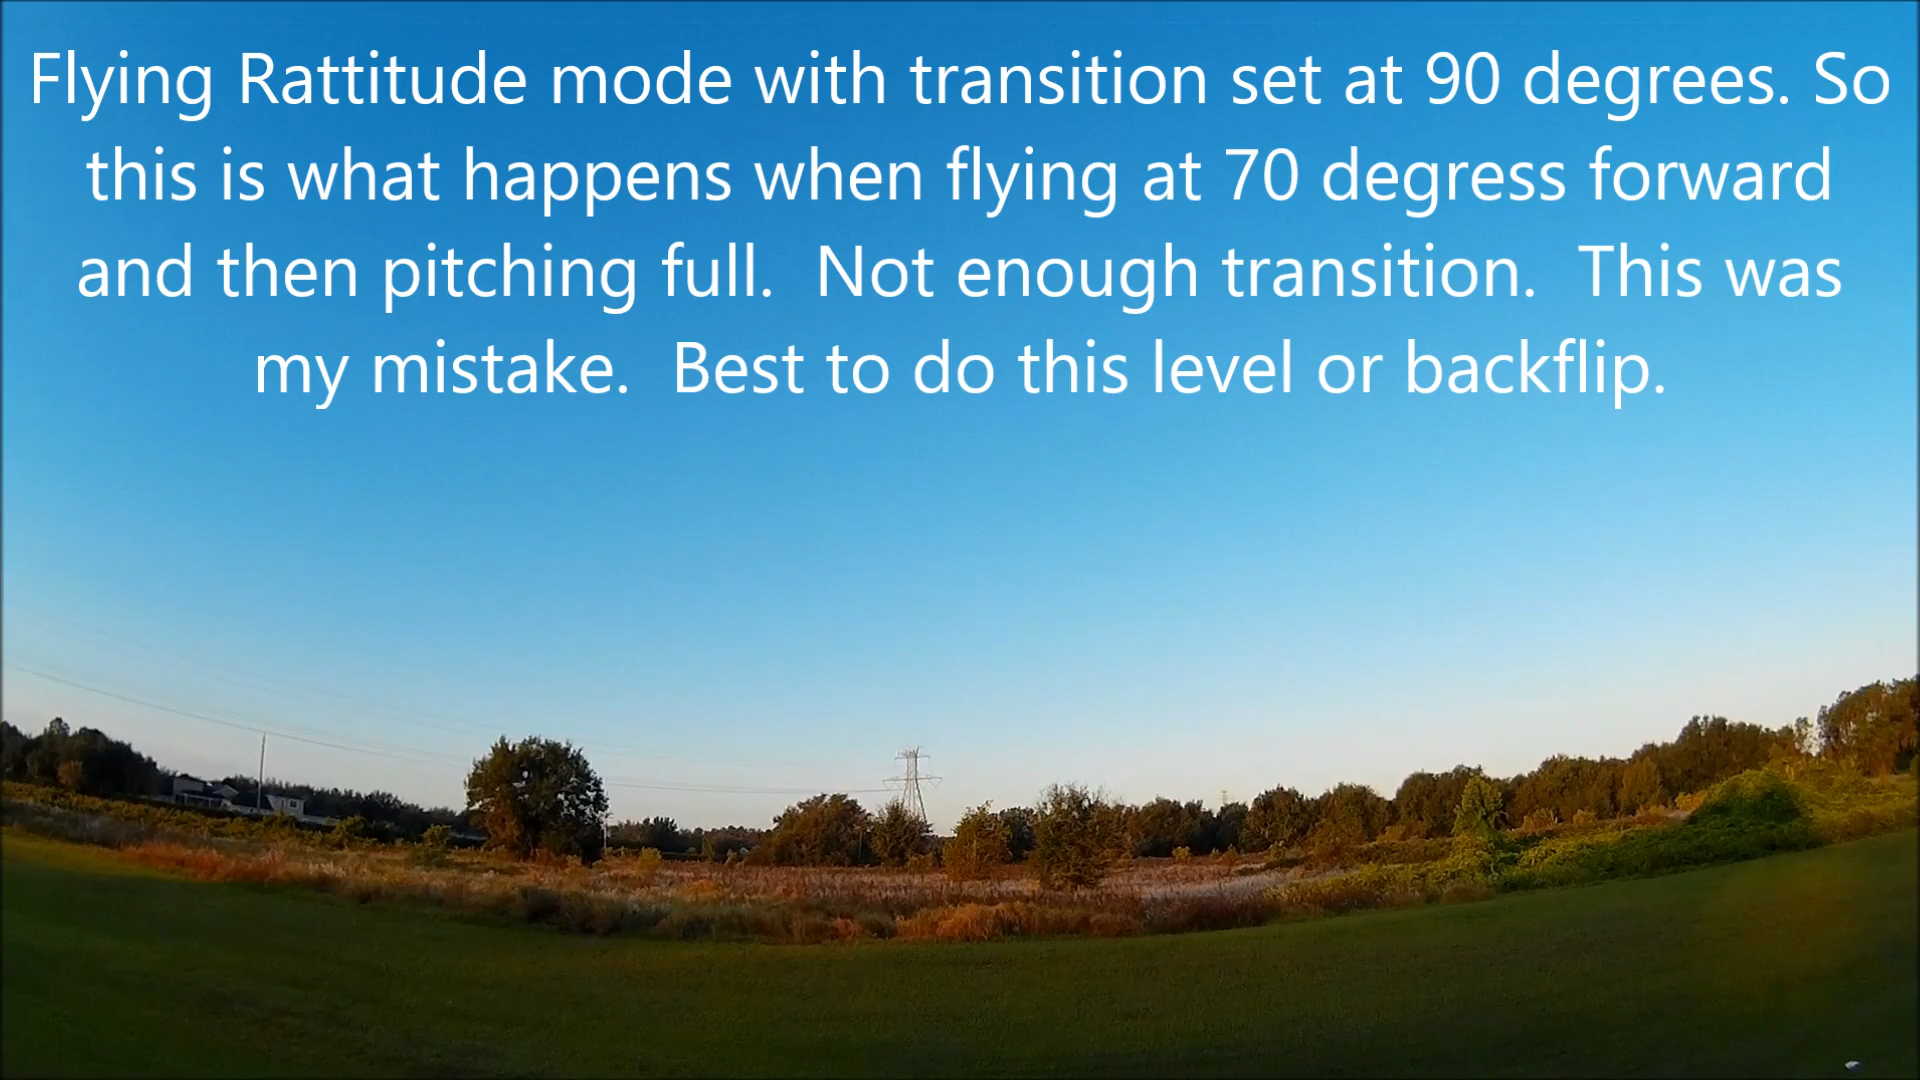 Flying Rattitude mode with transition set at 90 degrees. So
this is what happens when flying at 70 degress forward
and then pitching full.  Not enough transition.  This was
my mistake.  Best to do this level or backflip.